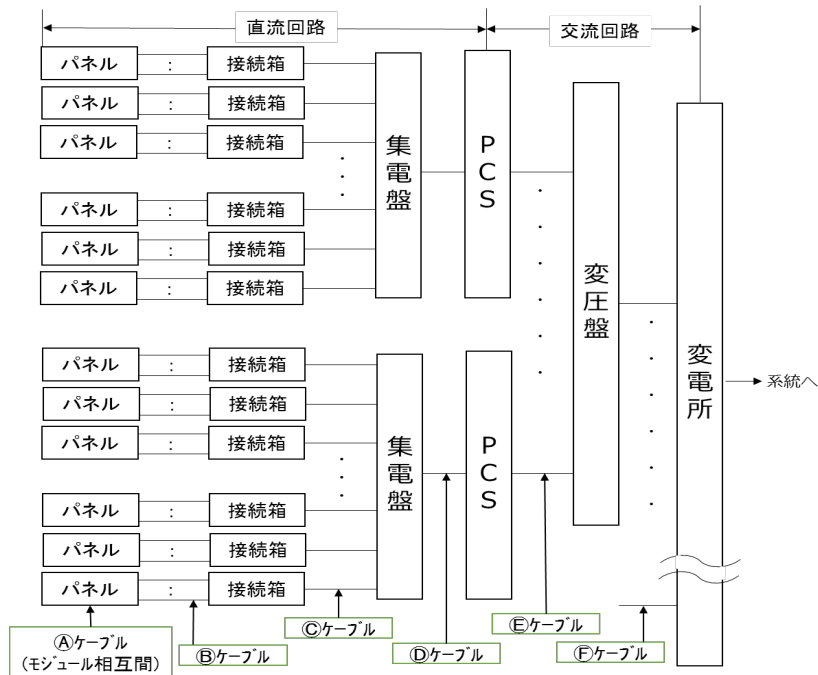 直流回路
交流回路
パネル : 接続箱
パネル : 接続箱
パネル : 接続箱
パネル : 接続箱
パネル : 接続箱
パネル : 接続箱
集電盤
PCS
パネル : 接続箱
パネル : 接続箱
パネル : 接続箱
パネル : 接続箱
パネル : 接続箱
パネル : 接続箱
集電盤
PCS
変圧盤
変電所
系統へ
Ⓐケーブル
(モジュール相互間)
Ⓑケーブル
Ⓒケーブル
Ⓓケーブル
Ⓔケーブル
Ⓕケーブル